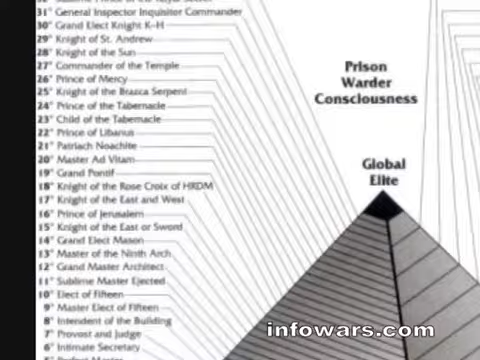 31° General Inspector Inquisitor Commander
30° Grand Elect Knight K–H
29° Knight of St. Andrew
28° Knight of the Sun
27° Commander of the Temple
26° Prince of Mercy
25° Knight of the Brazca Serpent
24° Prince of the Tabernacle
23° Child of the Tabernacle
22° Prince of Libanus
21° Patriach Noachite
20° Master Ad Vitam
19° Grand Pontif
18° Knight of the Rose Croix of HRDM
17° Knight of the East and West
16° Prince of Jerusalem
15° Knight of the East or Sword
14° Grand Elect Mason
13° Master of the Ninth Arch
12° Grand Master Architect
11° Sublime Master Ejected
10° Elect of Fifteen
9° Master Elect of Fifteen
8° Intendent of the Building
7° Provost and Judge
6° Intimate Secretary
Prison
Warder
Consciousness
Global
Elite
infowars.com